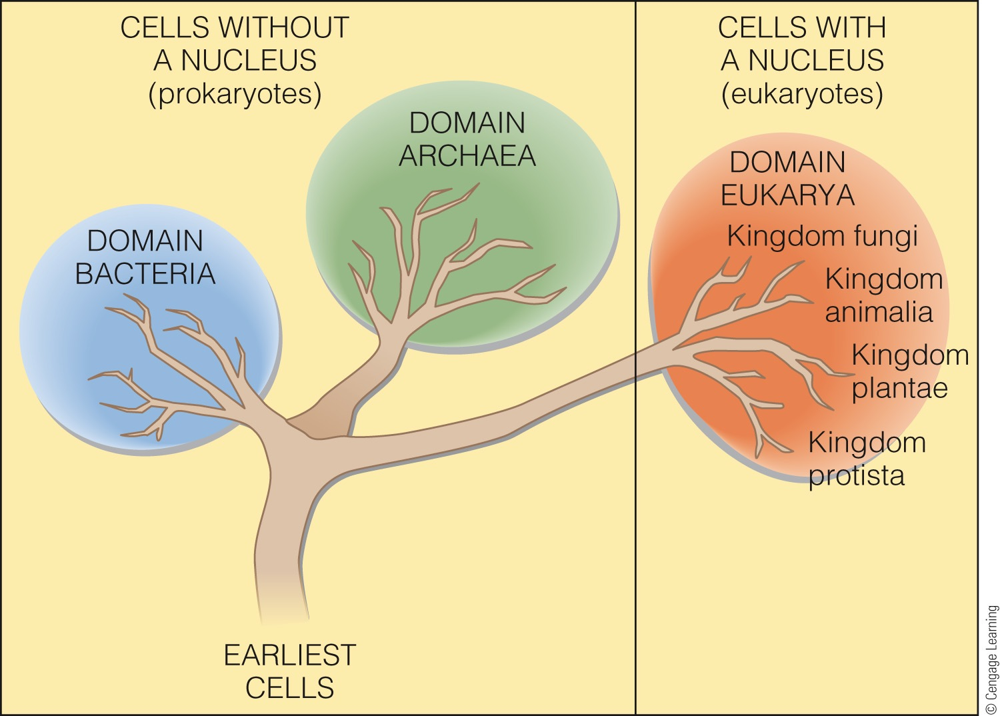 CELLS WITHOUT
A NUCLEUS
(prokaryotes)
CELLS WITH
A NUCLEUS
(eukaryotes)
DOMAIN
ARCHAEA
DOMAIN
EUKARYA
Kingdom fungi
DOMAIN
BACTERIA
Kingdom
animalia
Kingdom
plantae
Kingdom
protista
EARLIEST
CELLS
© Cengage Learning